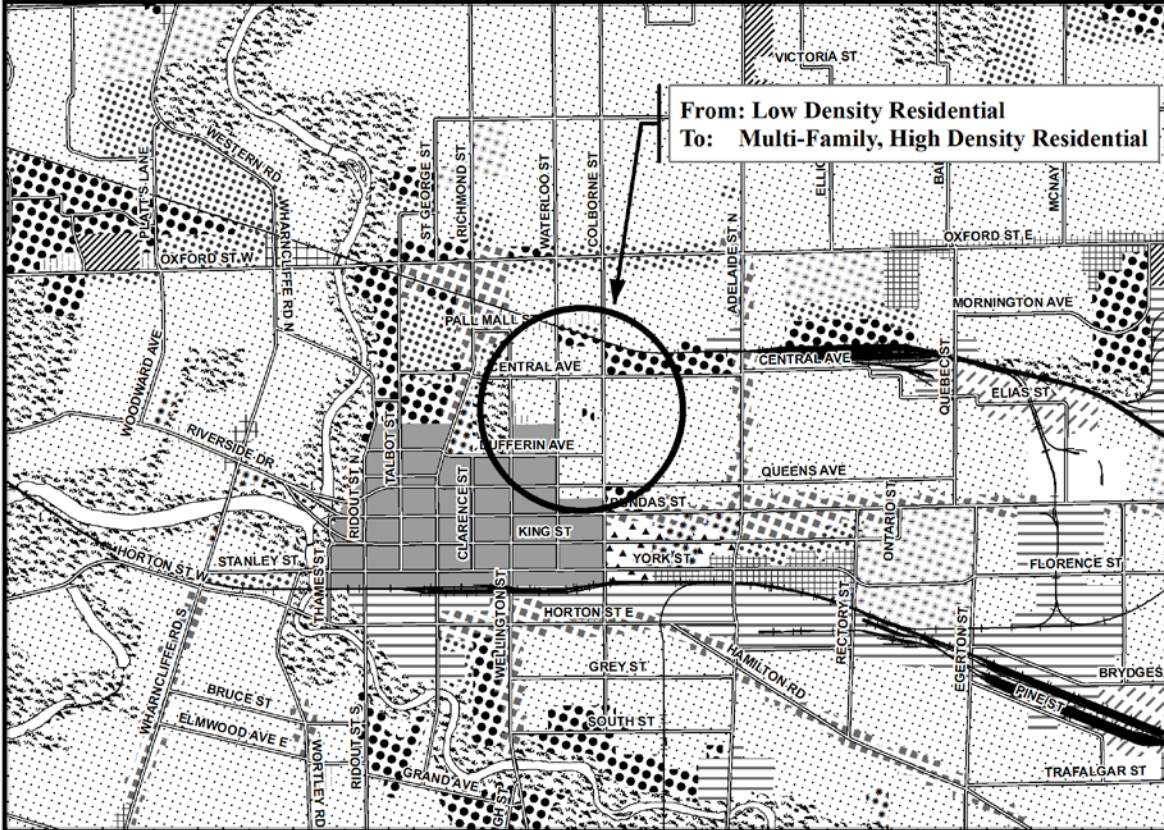 VICTORIA ST
From: Low Density Residential
To: Multi-Family, High Density Residential
WESTERN RD
PLATT'S LANE
WHARNCLIFFE RD N
ST GEORGE ST
RICHMOND ST
WATERLOO ST
COLBORNE ST
ADELAIDE ST N
ELLIO
BA
MCNAY
OXFORD ST E
OXFORD ST W
MORNINGTON AVE
PALL MALL ST
CENTRAL AVE
CENTRAL AVE
WOODWARD AVE
QUEBEC ST
ELIAS ST
TALBOT ST
RIVERSIDE DR
DUFFERIN AVE
QUEENS AVE
RIDOUT ST N
CLARENCE ST
DUNDAS ST
KING ST
ONTARIO ST
YORK ST
HORTON ST W
STANLEY ST
THAMES ST
FLORENCE ST
WELLINGTON ST
HORTON ST E
RECTORY ST
EGERTON ST
WHARNCLIFFE RD S
GREY ST
HAMILTON RD
BRYDGES
BRUCE ST
PINE ST
ELMWOOD AVE E
SOUTH ST
WORTLEY RD
RIDOUT ST S
GRAND AVE
GH ST
TRAFALGAR ST